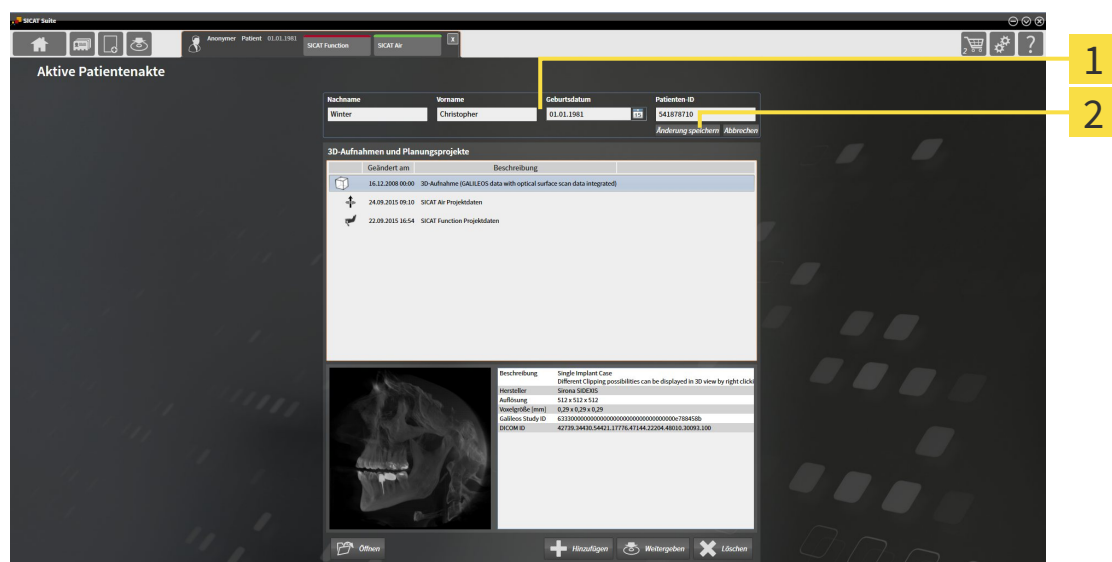 SICAT Suite
Anonymer Patient 01.01.1981
SICAT Function
SICAT Air
x
2
?
1
Aktive Patientenakte
Nachname Vorname Geburtsdatum Patienten-ID
Winter Christopher 01.01.1981 15 541878710
2
Änderung speichern Abbrechen
3D-Aufnahmen und Planungsprojekte
Geändert am Beschreibung
16.12.2008 00:00 3D-Aufnahme (GALILEOS data with optical surface scan data integrated)
24.09.2015 09:10 SICAT Air Projektdaten
22.09.2015 16:54 SICAT Function Projektdaten
Beschreibung Single Implant Case
Different Clipping possibilities can be displayed in 3D view by right clicki
Hersteller Sirona SIDEXIS
Auflösung 512 x 512 x 512
Voxelgröße [mm] 0,29 x 0,29 x 0,29
Galileos Study ID
DICOM ID 42739.34430.54421.17776.47144.22204.48010.30093.100
Öffnen Hinzufügen Weitergeben Löschen